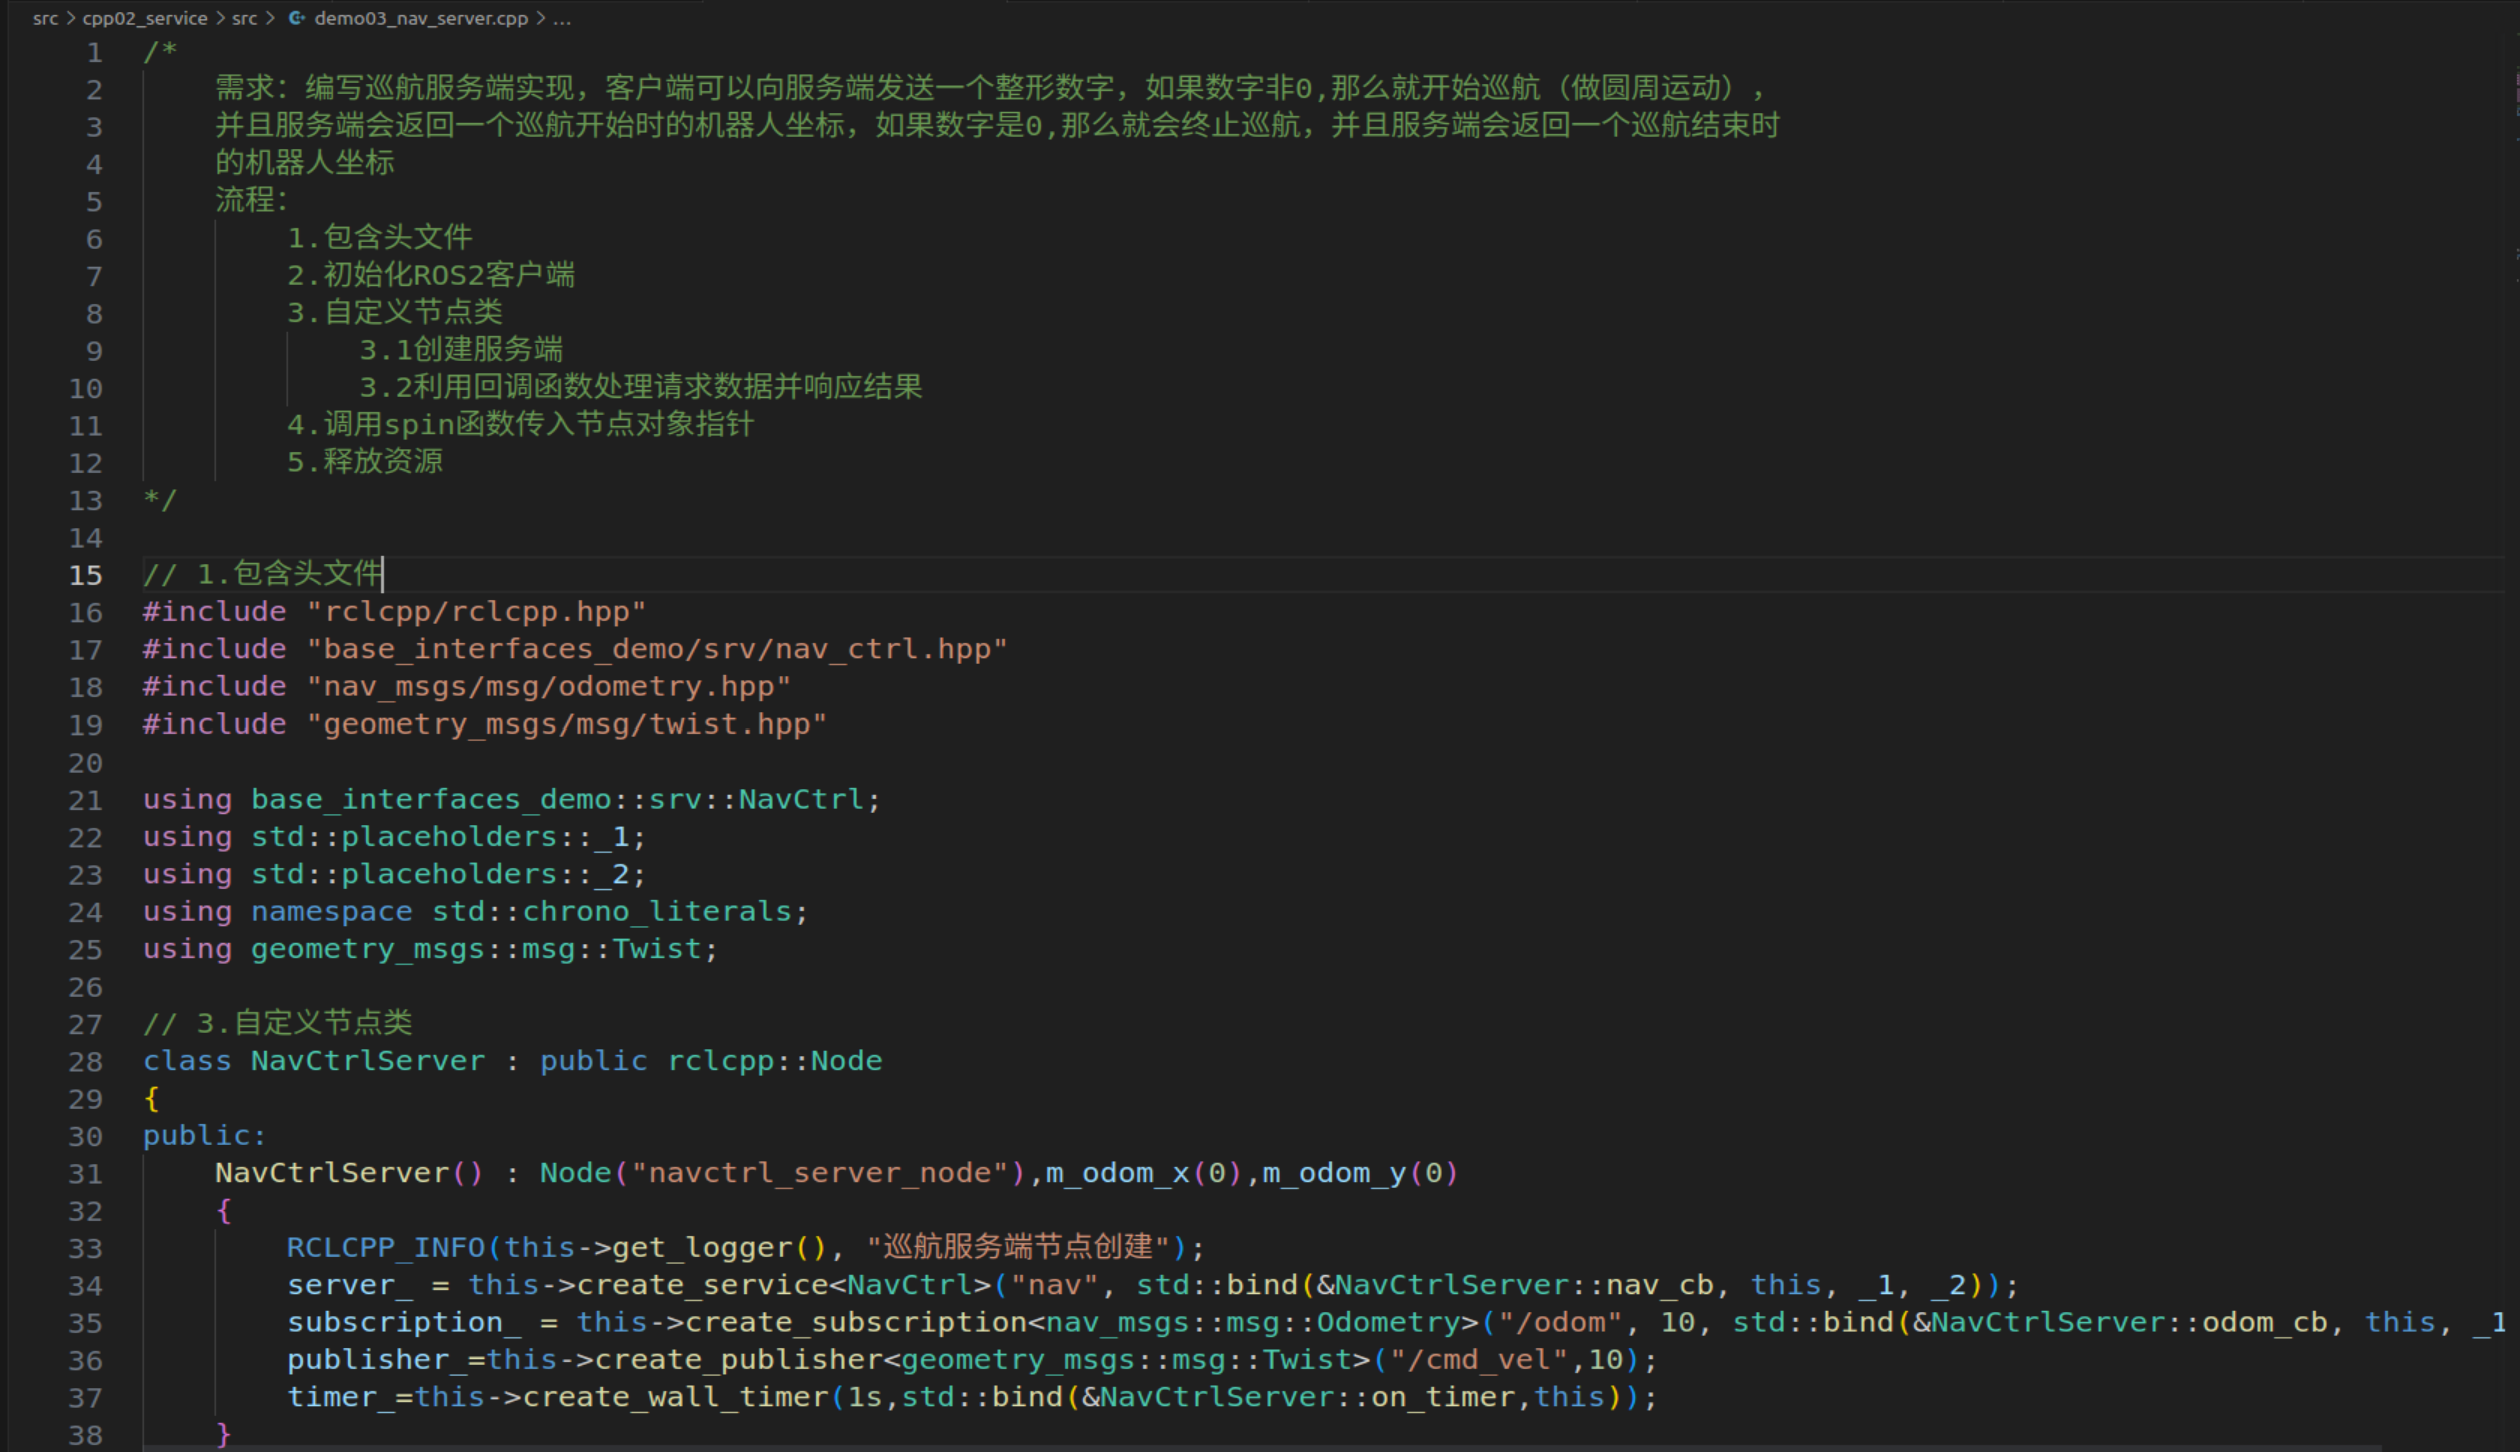 src > cpp02_service > src > demo03_nav_server.cpp > ...
1 /*
2 需求：编写巡航服务端实现，客户端可以向服务端发送一个整形数字，如果数字非0,那么就开始巡航（做圆周运动），
3 并且服务端会返回一个巡航开始时的机器人坐标，如果数字是0,那么就会终止巡航，并且服务端会返回一个巡航结束时
4 的机器人坐标
5 流程：
6 1.包含头文件
7 2.初始化ROS2客户端
8 3.自定义节点类
9 3.1创建服务端
10 3.2利用回调函数处理请求数据并响应结果
11 4.调用spin函数传入节点对象指针
12 5.释放资源
13 */
14
15 // 1.包含头文件
16 #include "rclcpp/rclcpp.hpp"
17 #include "base_interfaces_demo/srv/nav_ctrl.hpp"
18 #include "nav_msgs/msg/odometry.hpp"
19 #include "geometry_msgs/msg/twist.hpp"
20
21 using base_interfaces_demo::srv::NavCtrl;
22 using std::placeholders::_1;
23 using std::placeholders::_2;
24 using namespace std::chrono_literals;
25 using geometry_msgs::msg::Twist;
26
27 // 3.自定义节点类
28 class NavCtrlServer : public rclcpp::Node
29 {
30 public:
31 NavCtrlServer() : Node("navctrl_server_node"),m_odom_x(0),m_odom_y(0)
32 {
33 RCLCPP_INFO(this->get_logger(), "巡航服务端节点创建");
34 server_ = this->create_service<NavCtrl>("nav", std::bind(&NavCtrlServer::nav_cb, this, _1, _2));
35 subscription_ = this->create_subscription<nav_msgs::msg::Odometry>("/odom", 10, std::bind(&NavCtrlServer::odom_cb, this, _1
36 publisher_=this->create_publisher<geometry_msgs::msg::Twist>("/cmd_vel",10);
37 timer_=this->create_wall_timer(1s,std::bind(&NavCtrlServer::on_timer,this));
38 }